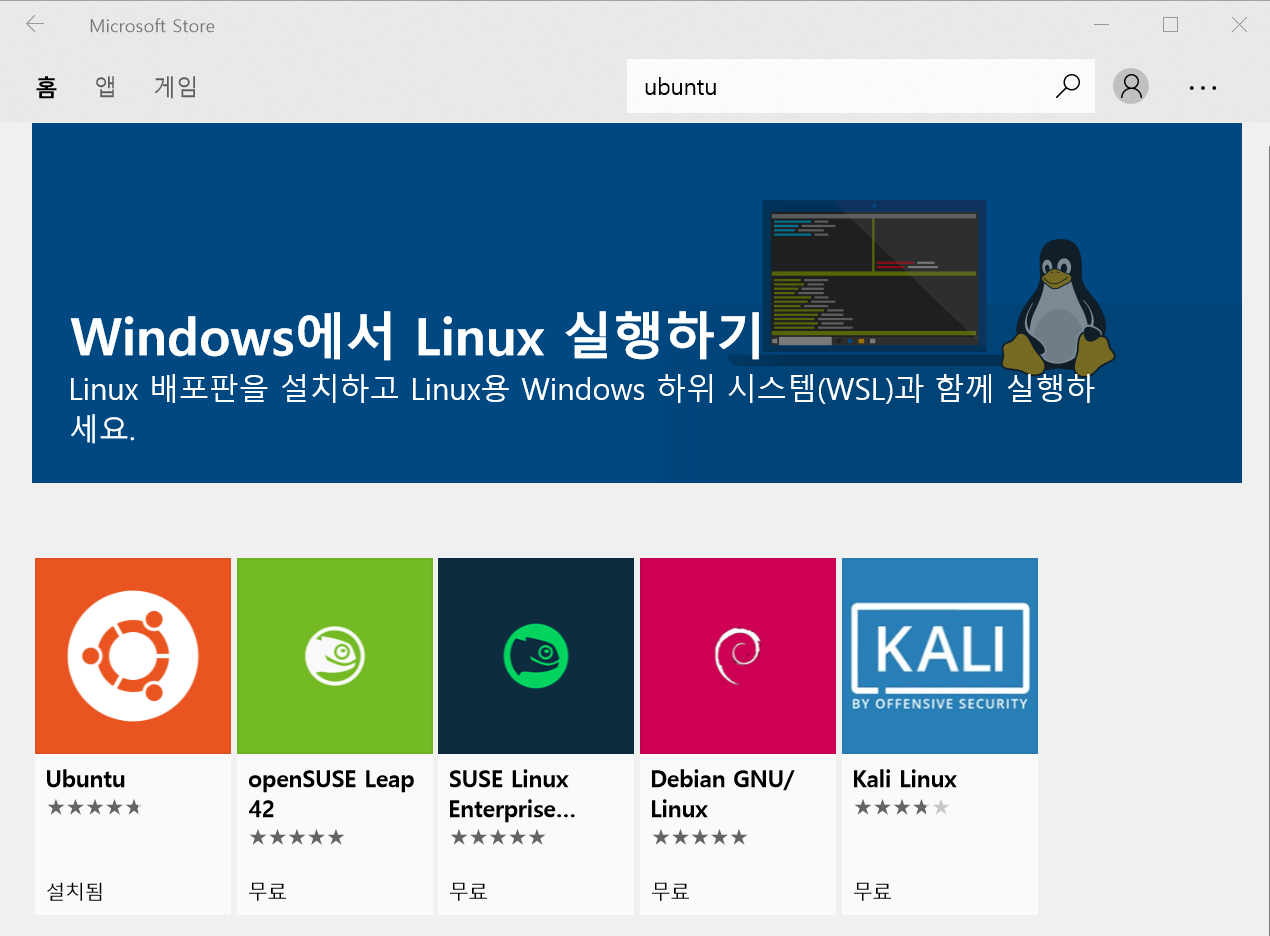 Microsoft Store
홈 앱 게임
ubuntu
Windows에서 Linux 실행하기
Linux 배포판을 설치하고 Linux용 Windows 하위 시스템(WSL)과 함께 실행하
세요.
KALI
BY OFFENSIVE SECURITY
Ubuntu
설치됨
openSUSE Leap
42
무료
SUSE Linux
Enterprise...
무료
Debian GNU/
Linux
무료
Kali Linux
무료